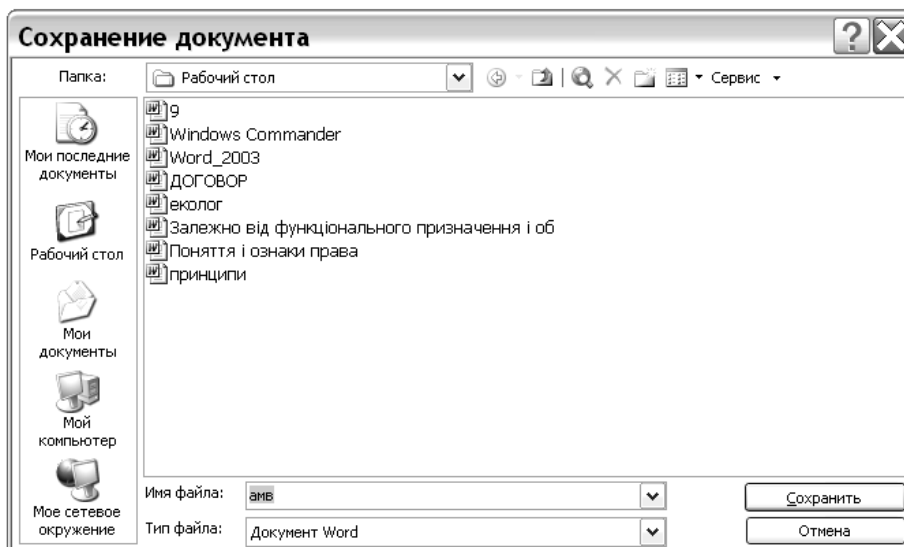 Сохранение документа
Папка:
Рабочий стол
Сервис
Мои последние
документы
Рабочий стол
Мои
документы
Мой
компьютер
Мое сетевое
окружение
9
Windows Commander
Word_2003
ДОГОВОР
еколог
Залежно від функціонального призначення і об
Поняття і ознаки права
принципи
Имя файла:
амв
Сохранить
Тип файла:
Документ Word
Отмена